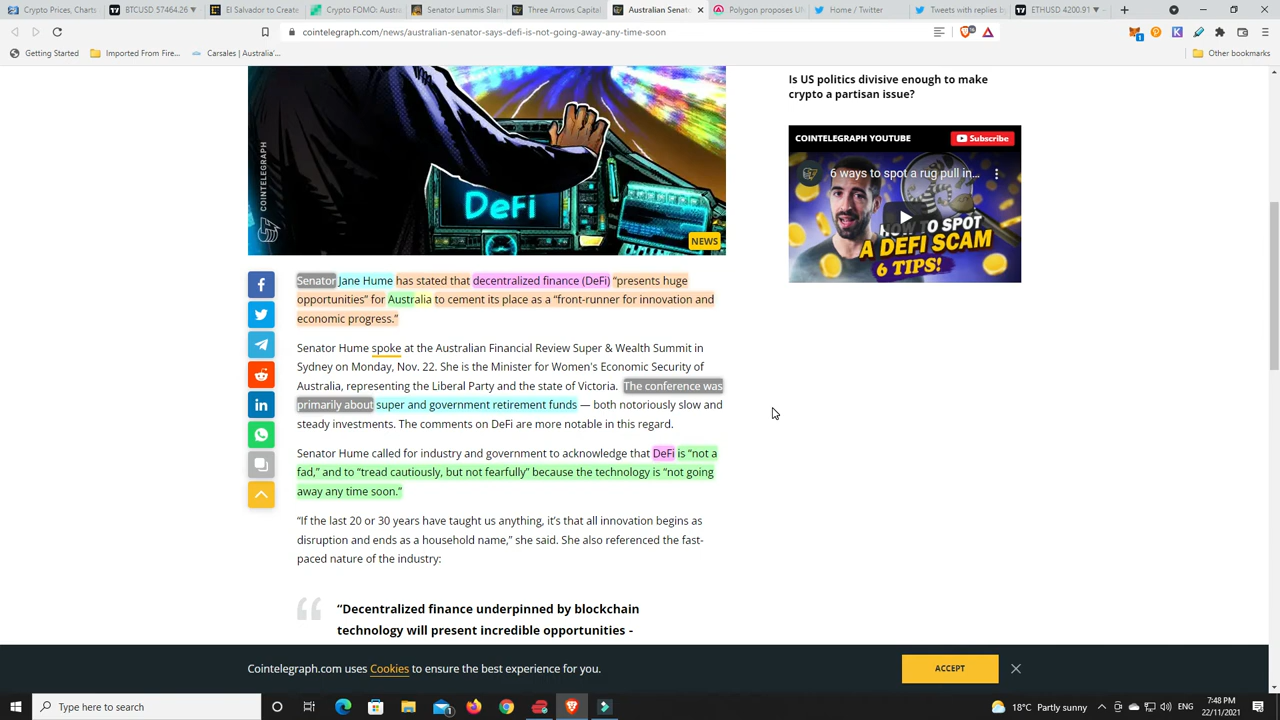 Crypto Prices, Charts
BTCUSD 57464.26
El Salvador to Create
Crypto FOMO: Austra
Senator Lummis Slam
Three Arrows Capital
Australian Senat
Polygon proposes UN
Home / Twitter
Tweets with replies b
ETHUSD 4200.91
cointelegraph.com/news/australian-senator-says-defi-is-not-going-away-any-time-soon
Getting Started
Imported From Fire...
Carsales | Australia's...
Other bookmarks
COINTELEGRAPH
DeFi
NEWS
Is US politics divisive enough to make
crypto a partisan issue?
COINTELEGRAPH YOUTUBE
Subscribe
6 ways to spot a rug pull in...
HOW TO SPOT
A DEFI SCAM
6 TIPS!
Senator Jane Hume has stated that decentralized finance (DeFi) “presents huge
opportunities” for Australia to cement its place as a “front-runner for innovation and
economic progress.”
Senator Hume spoke at the Australian Financial Review Super & Wealth Summit in
Sydney on Monday, Nov. 22. She is the Minister for Women's Economic Security of
Australia, representing the Liberal Party and the state of Victoria. The conference was
primarily about super and government retirement funds — both notoriously slow and
steady investments. The comments on DeFi are more notable in this regard.
Senator Hume called for industry and government to acknowledge that DeFi is “not a
fad,” and to “tread cautiously, but not fearfully” because the technology is “not going
away any time soon.”
“If the last 20 or 30 years have taught us anything, it’s that all innovation begins as
disruption and ends as a household name,” she said. She also referenced the fast-
paced nature of the industry:
“Decentralized finance underpinned by blockchain
technology will present incredible opportunities -
Cointelegraph.com uses Cookies to ensure the best experience for you.
ACCEPT
Type here to search
18°C Partly sunny
ENG
7:48 PM
22/11/2021